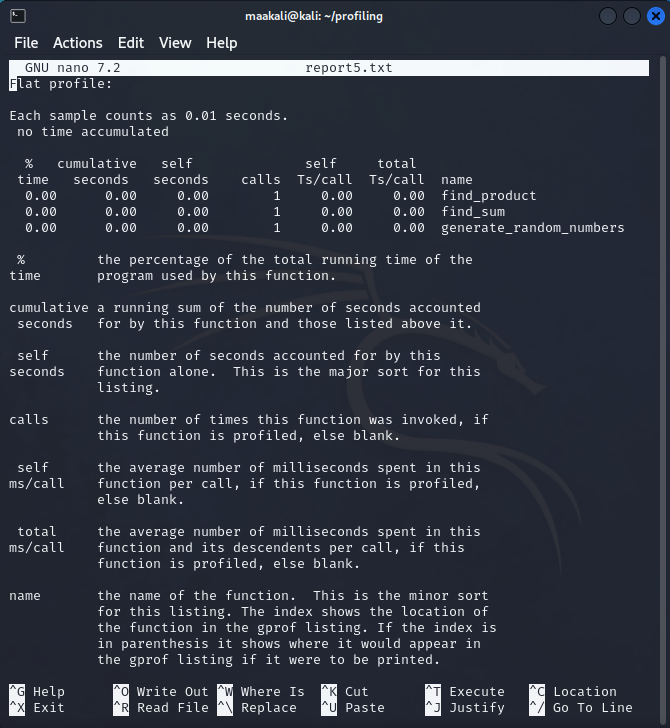 maakali@kali: ~/profiling
File Actions Edit View Help
GNU nano 7.2 report5.txt
Flat profile:
Each sample counts as 0.01 seconds.
no time accumulated
% cumulative self self total
time seconds seconds calls Ts/call Ts/call name
0.00 0.00 0.00 1 0.00 0.00 find_product
0.00 0.00 0.00 1 0.00 0.00 find_sum
0.00 0.00 0.00 1 0.00 0.00 generate_random_numbers
% the percentage of the total running time of the
time program used by this function.
cumulative a running sum of the number of seconds accounted
seconds for by this function and those listed above it.
self the number of seconds accounted for by this
seconds function alone. This is the major sort for this
listing.
calls the number of times this function was invoked, if
this function is profiled, else blank.
self the average number of milliseconds spent in this
ms/call function per call, if this function is profiled,
else blank.
total the average number of milliseconds spent in this
ms/call function and its descendents per call, if this
function is profiled, else blank.
name the name of the function. This is the minor sort
for this listing. The index shows the location of
the function in the gprof listing. If the index is
in parenthesis it shows where it would appear in
the gprof listing if it were to be printed.
^G Help ^O Write Out ^W Where Is ^K Cut ^T Execute ^C Location
^X Exit ^R Read File ^\ Replace ^U Paste ^J Justify ^/ Go To Line